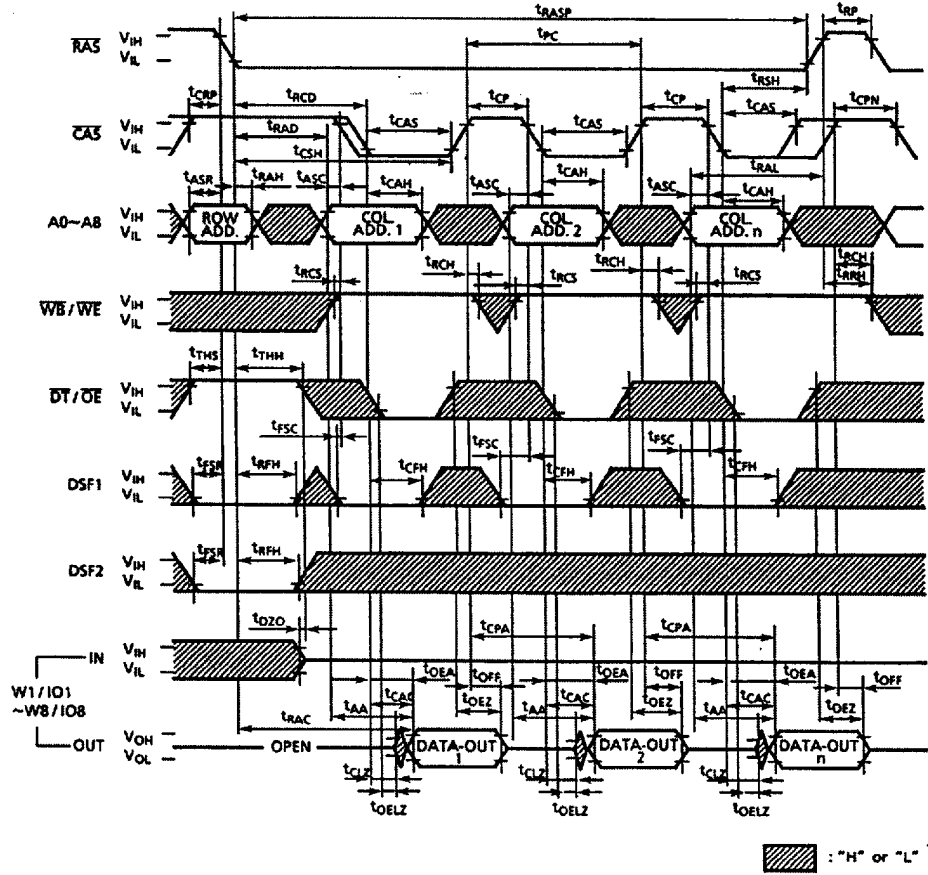 tRASP tRP
RAS VIH VIL
tPC
tRSH
tCRP tRCD tCP tCP tCAS tCPN
CAS VIH VIL
tRAD tCAS tCAS
tCSH tRAL
tASR tRAH tASC tCAH tASC tCAH tASC tCAH
A0~A8 VIH VIL
ROW ADD. COL. ADD. 1 COL. ADD. 2 COL. ADD. n
tRCS tRCH tRCS tRCH tRCS tRCH
tRRH
WB / WE VIH VIL
tTHS tTHH
DT / OE VIH VIL
tFSC tFSC tFSC
tFSR tRFH tCFH tCFH tCFH
DSF1 VIH VIL
tFSR tRFH
DSF2 VIH VIL
tDZO tCPA tCPA
IN VIH VIL
W1 / IO1 ~W8 / IO8
tOEA tOFF tOEA tOFF tOEA tOFF
tCAC tCAC tCAC
tAA tOEZ tAA tOEZ tAA tOEZ
tRAC
OUT VOH VOL
OPEN DATA-OUT 1 DATA-OUT 2 DATA-OUT n
tCLZ tCLZ tCLZ
tOELZ tOELZ tOELZ
: "H" or "L"